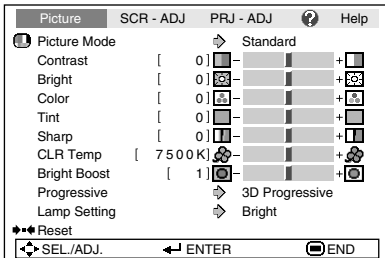 Picture SCR - ADJ PRJ - ADJ ? Help
Picture Mode Standard
Contrast [ 0] - +
Bright [ 0] - +
Color [ 0] - +
Tint [ 0] - +
Sharp [ 0] - +
CLR Temp [ 7500K] - +
Bright Boost [ 1] - +
Progressive 3D Progressive
Lamp Setting Bright
Reset
SEL./ADJ. ENTER END